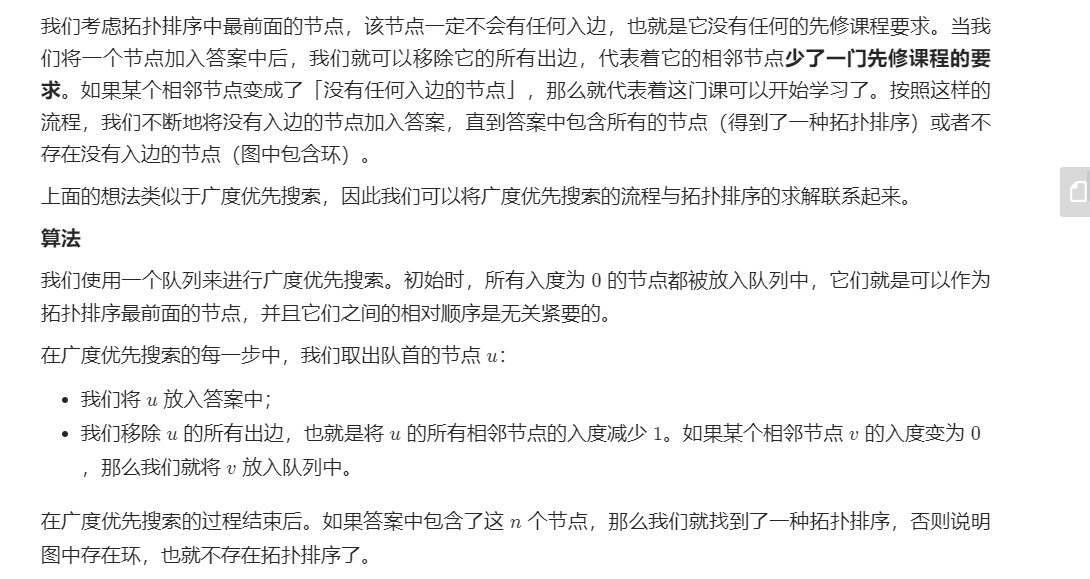 我们考虑拓扑排序中最前面的节点，该节点一定不会有任何入边，也就是它没有任何的先修课程要求。当我
们将一个节点加入答案中后，我们就可以移除它的所有出边，代表着它的相邻节点少了一门先修课程的要
求。如果某个相邻节点变成了「没有任何入边的节点」，那么就代表着这门课可以开始学习了。按照这样的
流程，我们不断地将没有入边的节点加入答案，直到答案中包含所有的节点（得到了一种拓扑排序）或者不
存在没有入边的节点（图中包含环）。
上面的想法类似于广度优先搜索，因此我们可以将广度优先搜索的流程与拓扑排序的求解联系起来。
算法
我们使用一个队列来进行广度优先搜索。初始时，所有入度为 0 的节点都被放入队列中，它们就是可以作为
拓扑排序最前面的节点，并且它们之间的相对顺序是无关紧要的。
在广度优先搜索的每一步中，我们取出队首的节点 u：
• 我们将 u 放入答案中；
• 我们移除 u 的所有出边，也就是将 u 的所有相邻节点的入度减少 1。如果某个相邻节点 v 的入度变为 0
，那么我们就将 v 放入队列中。
在广度优先搜索的过程结束后。如果答案中包含了这 n 个节点，那么我们就找到了一种拓扑排序，否则说明
图中存在环，也就不存在拓扑排序了。